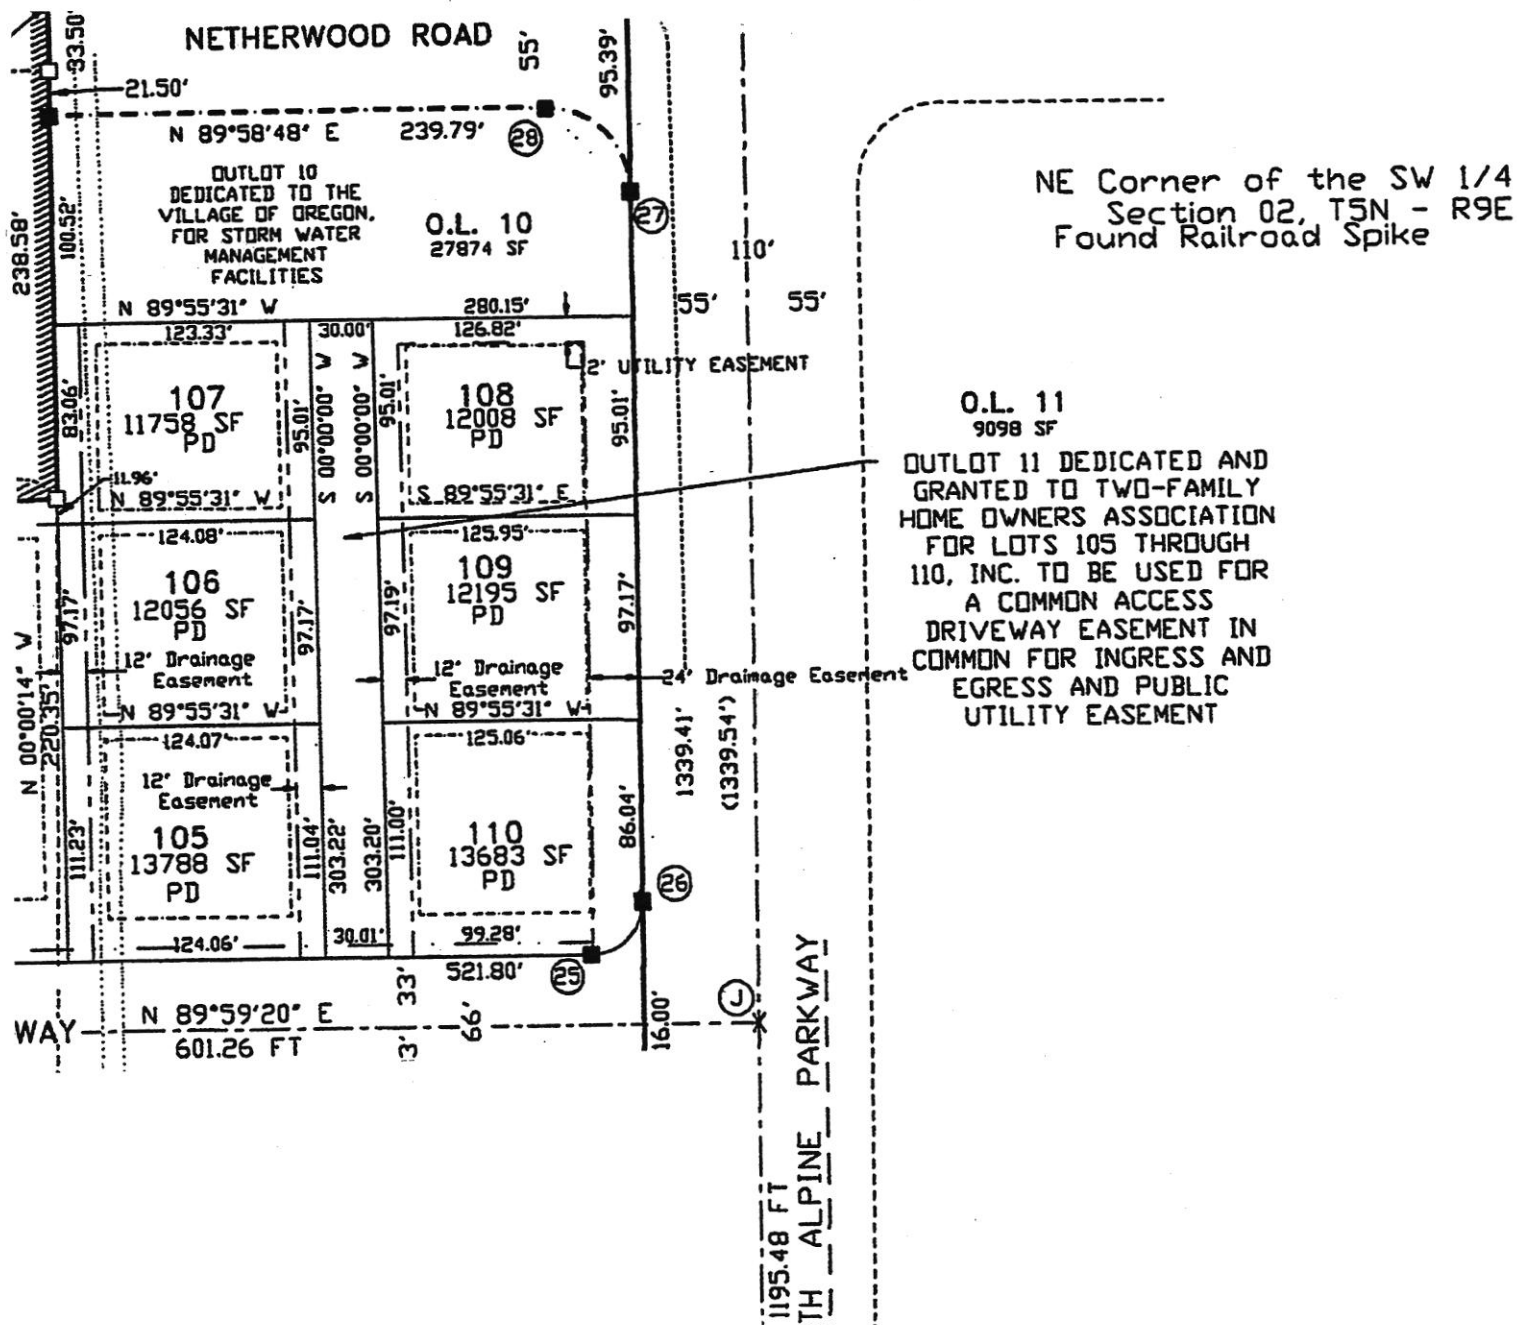 NETHERWOOD ROAD
33.50'
55'
95.39'
21.50'
N 89°58'48" E 239.79'
28
27
238.58'
100.52'
OUTLOT 10
DEDICATED TO THE
VILLAGE OF OREGON,
FOR STORM WATER
MANAGEMENT
FACILITIES
O.L. 10
27874 SF
110'
55' 55'
NE Corner of the SW 1/4
Section 02, T5N - R9E
Found Railroad Spike
N 89°55'31" W 280.15'
123.33' 30.00' 126.82'
2' UTILITY EASEMENT
83.06'
107
11758 SF
PD
95.01'
S 00°00'00" W
S 00°00'00" W
95.01'
108
12008 SF
PD
95.01'
11.96'
N 89°55'31" W
S 89°55'31" E
O.L. 11
9098 SF
OUTLOT 11 DEDICATED AND
GRANTED TO TWO-FAMILY
HOME OWNERS ASSOCIATION
FOR LOTS 105 THROUGH
110, INC. TO BE USED FOR
A COMMON ACCESS
DRIVEWAY EASEMENT IN
COMMON FOR INGRESS AND
EGRESS AND PUBLIC
UTILITY EASEMENT
124.08' 125.95'
N 00°00'14" W
220.35'
97.17'
106
12056 SF
PD
97.17'
97.19'
109
12195 SF
PD
97.17'
12' Drainage
Easement
12' Drainage
Easement
24' Drainage Easement
N 89°55'31" W
N 89°55'31" W
124.07' 125.06'
1339.41'
(1339.54')
12' Drainage
Easement
111.23'
105
13788 SF
PD
111.04'
303.22'
303.20'
111.00'
110
13683 SF
PD
86.04'
26
124.06' 30.01' 99.28'
521.80'
25
33'
J
N 89°59'20" E
WAY
601.26 FT
66'
3'
16.00'
1195.48 FT
TH ALPINE PARKWAY